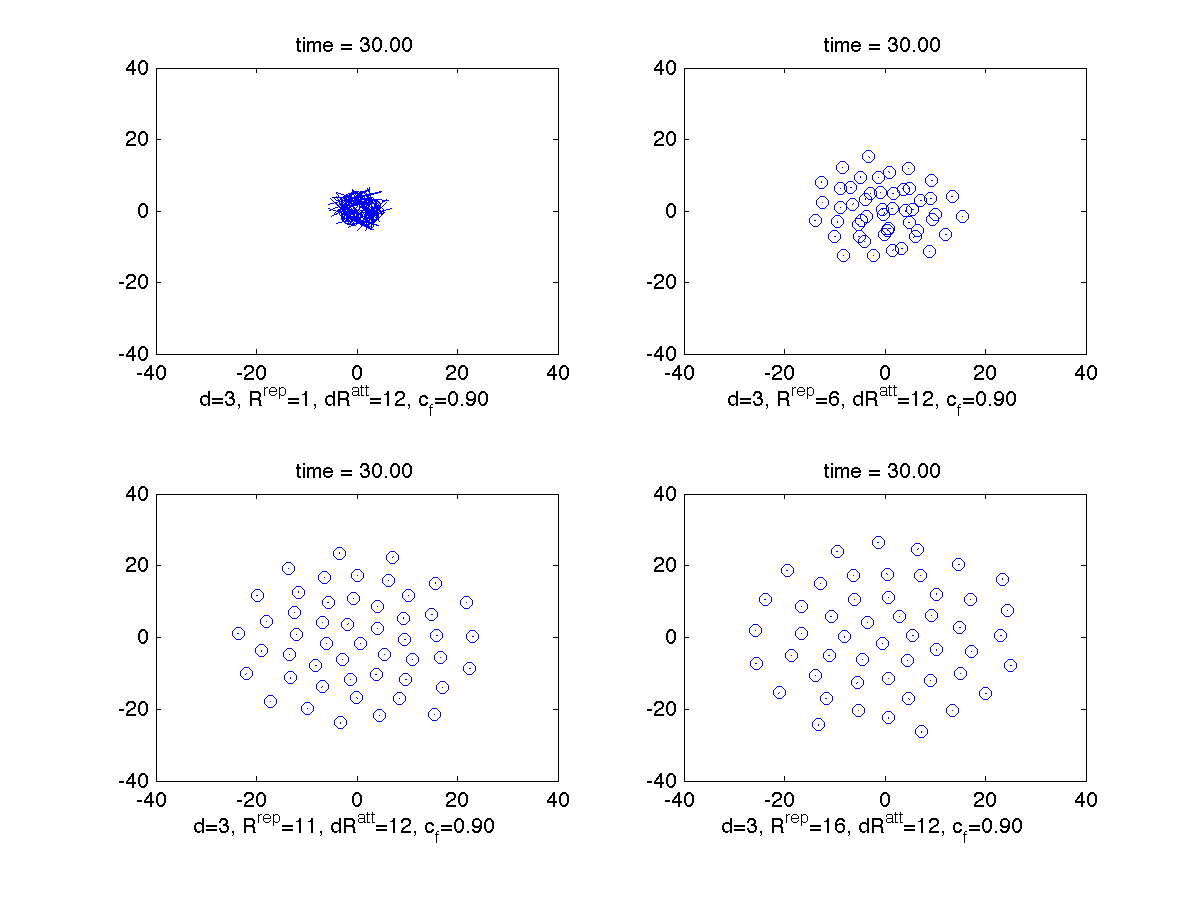 time = 30.00
40
20
0
-20
-40
-40 -20 0 20 40
d=3, R^rep=1, dR^att=12, c_f=0.90
time = 30.00
40
20
0
-20
-40
-40 -20 0 20 40
d=3, R^rep=6, dR^att=12, c_f=0.90
time = 30.00
40
20
0
-20
-40
-40 -20 0 20 40
d=3, R^rep=11, dR^att=12, c_f=0.90
time = 30.00
40
20
0
-20
-40
-40 -20 0 20 40
d=3, R^rep=16, dR^att=12, c_f=0.90